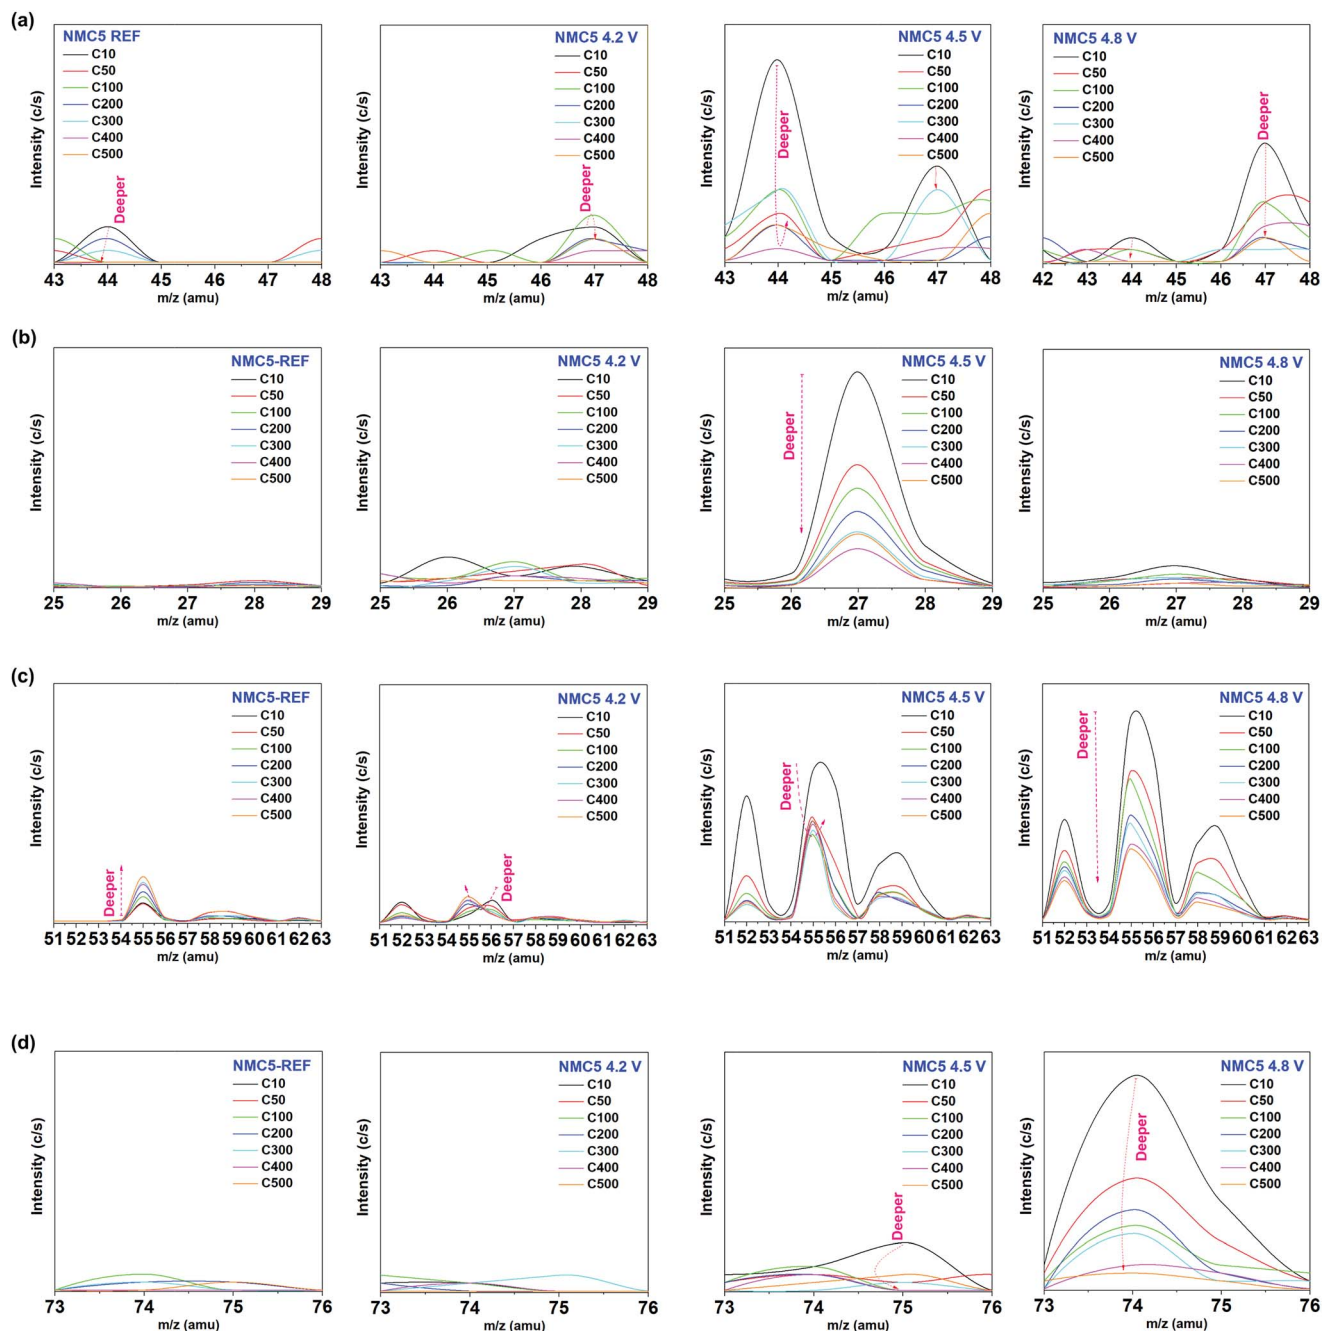 (a)
NMC5 REF
C10
C50
C100
C200
C300
C400
C500
Deeper
Intensity (c/s)
43 44 45 46 47 48
m/z (amu)
NMC5 4.2 V
C10
C50
C100
C200
C300
C400
C500
Deeper
Intensity (c/s)
43 44 45 46 47 48
m/z (amu)
NMC5 4.5 V
C10
C50
C100
C200
C300
C400
C500
Deeper
Intensity (c/s)
43 44 45 46 47 48
m/z (amu)
NMC5 4.8 V
C10
C50
C100
C200
C300
C400
C500
Deeper
Intensity (c/s)
42 43 44 45 46 47 48
m/z (amu)
(b)
NMC5-REF
C10
C50
C100
C200
C300
C400
C500
Intensity (c/s)
25 26 27 28 29
m/z (amu)
NMC5 4.2 V
C10
C50
C100
C200
C300
C400
C500
Intensity (c/s)
25 26 27 28 29
m/z (amu)
NMC5 4.5 V
C10
C50
C100
C200
C300
C400
C500
Deeper
Intensity (c/s)
25 26 27 28 29
m/z (amu)
NMC5 4.8 V
C10
C50
C100
C200
C300
C400
C500
Intensity (c/s)
25 26 27 28 29
m/z (amu)
(c)
NMC5-REF
C10
C50
C100
C200
C300
C400
C500
Deeper
Intensity (c/s)
51 52 53 54 55 56 57 58 59 60 61 62 63
m/z (amu)
NMC5 4.2 V
C10
C50
C100
C200
C300
C400
C500
Deeper
Intensity (c/s)
51 52 53 54 55 56 57 58 59 60 61 62 63
m/z (amu)
NMC5 4.5 V
C10
C50
C100
C200
C300
C400
C500
Deeper
Intensity (c/s)
51 52 53 54 55 56 57 58 59 60 61 62 63
m/z (amu)
NMC5 4.8 V
C10
C50
C100
C200
C300
C400
C500
Deeper
Intensity (c/s)
51 52 53 54 55 56 57 58 59 60 61 62 63
m/z (amu)
(d)
NMC5-REF
C10
C50
C100
C200
C300
C400
C500
Intensity (c/s)
73 74 75 76
m/z (amu)
NMC5 4.2 V
C10
C50
C100
C200
C300
C400
C500
Intensity (c/s)
73 74 75 76
m/z (amu)
NMC5 4.5 V
C10
C50
C100
C200
C300
C400
C500
Deeper
Intensity (c/s)
73 74 75 76
m/z (amu)
NMC5 4.8 V
C10
C50
C100
C200
C300
C400
C500
Deeper
Intensity (c/s)
73 74 75 76
m/z (amu)